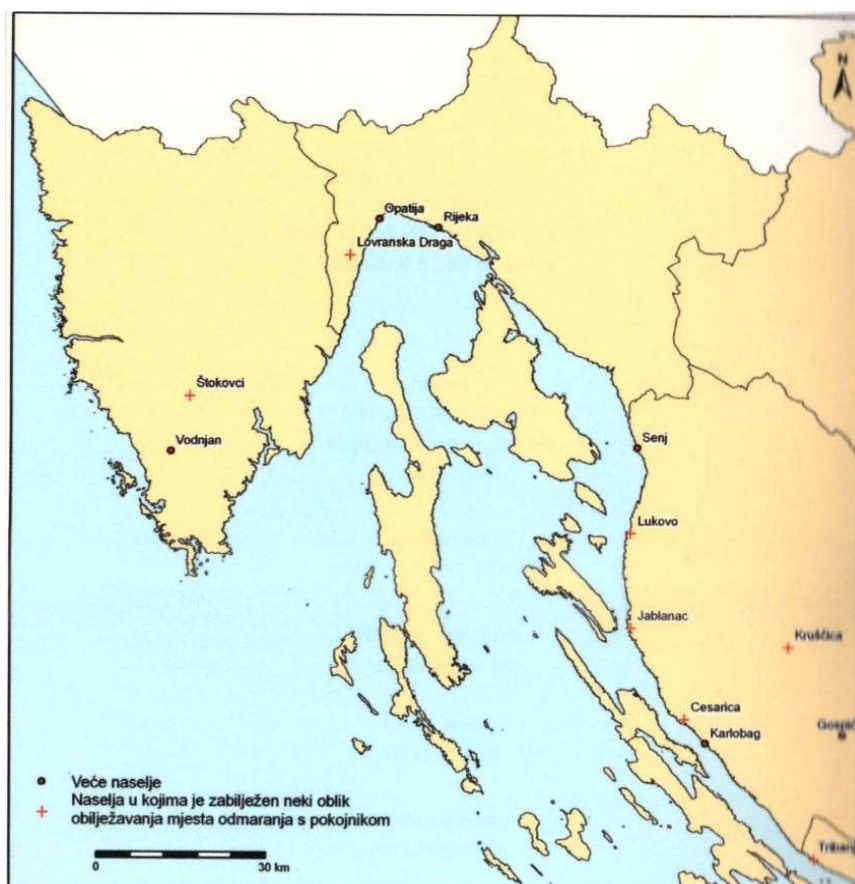 N
Opatija
Rijeka
Lovranska Draga
Štokovci
Vodnjan
Senj
Lukovo
Jablanac
Kruščica
Cesarica
Karlobag
Veće naselje
Naselja u kojima je zabilježen neki oblik
obilježavanja mjesta odmaranja s pokojnikom
0
30 km